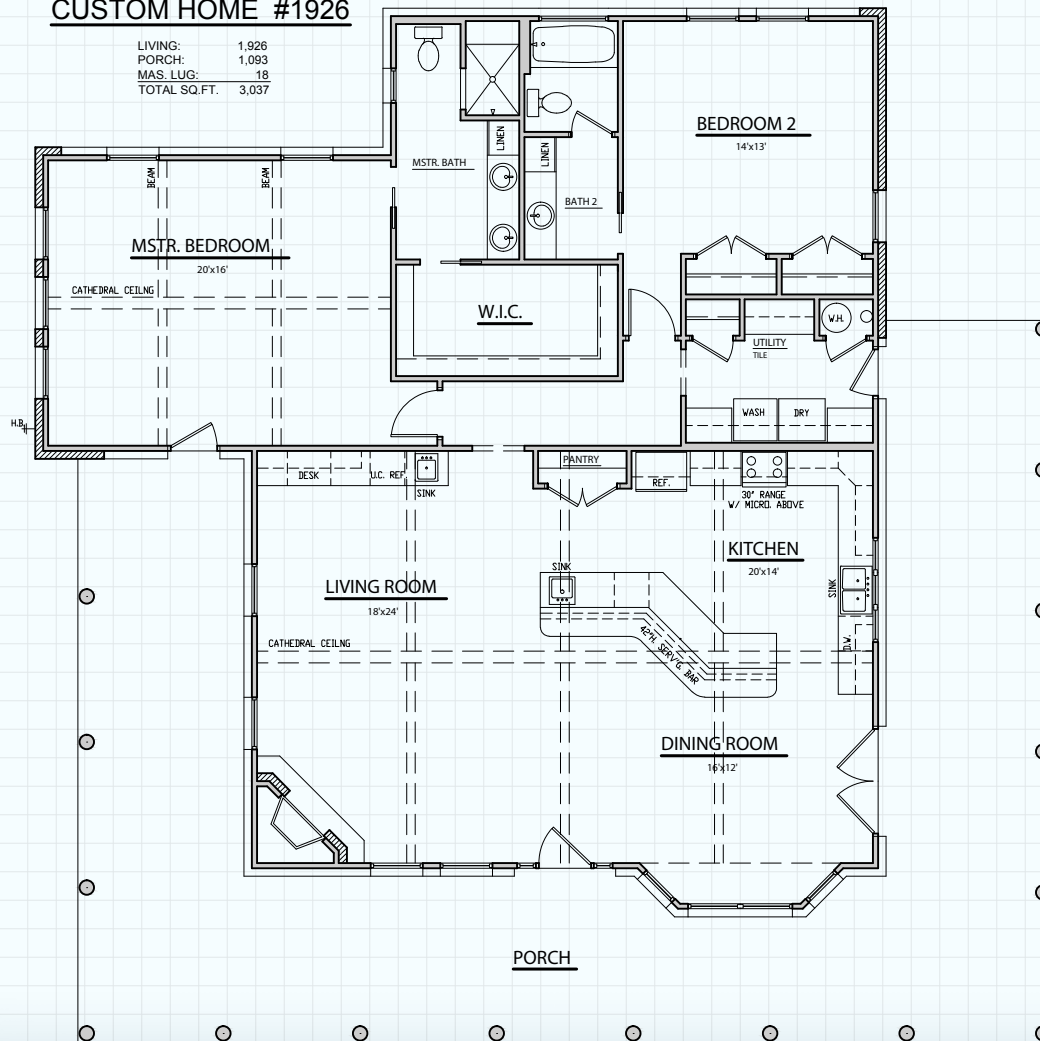 CUSTOM HOME #1926
LIVING: 1,926
PORCH: 1,093
MAS. LUG: 18
TOTAL SQ.FT. 3,037
LINEN
BEDROOM 2
14'x13'
MSTR. BATH
LINEN
BEAM
BEAM
BATH 2
MSTR. BEDROOM
20'x16'
CATHEDRAL CEILNG
W.I.C.
W.H.
UTILITY
TILE
WASH
DRY
H.B.
PANTRY
DESK
U.C. REF.
SINK
REF.
30" RANGE
W/ MICRO. ABOVE
KITCHEN
20'x14'
SINK
SINK
LIVING ROOM
18'x24'
CATHEDRAL CEILNG
42"H. SERV'G. BAR
D.W.
DINING ROOM
16'x12'
PORCH